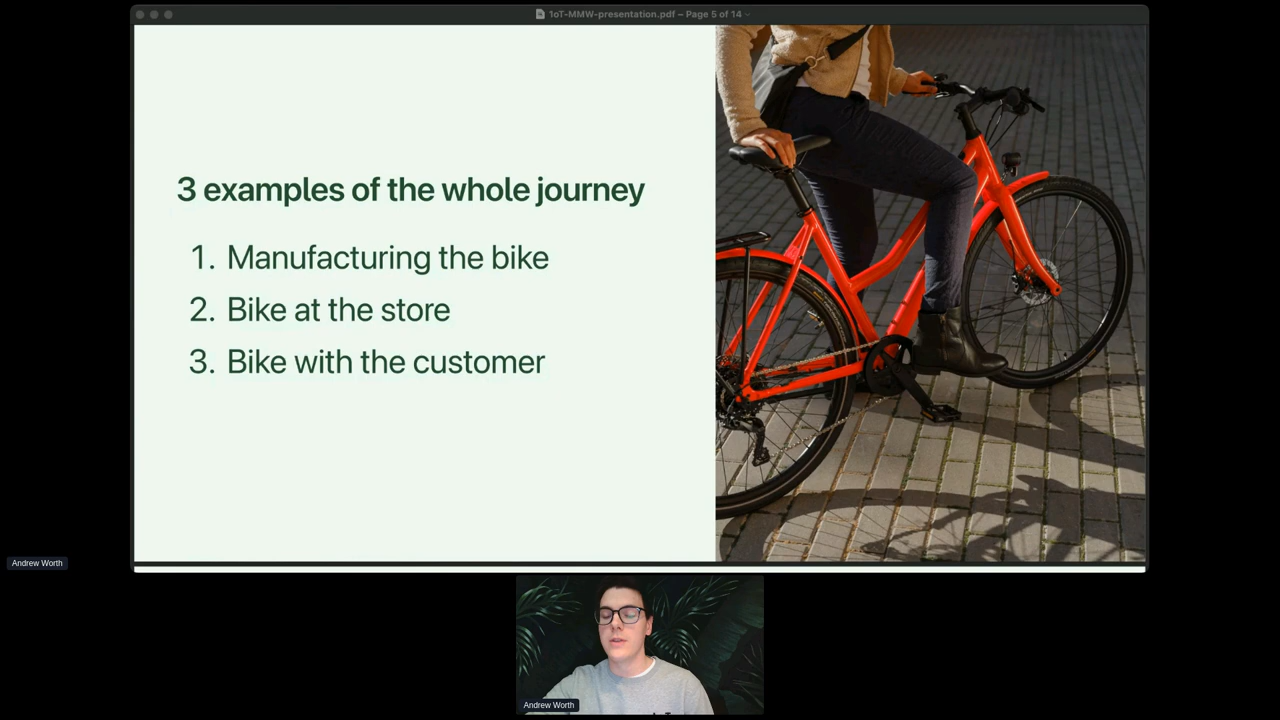 1oT-MMW-presentation.pdf – Page 5 of 14
3 examples of the whole journey
1. Manufacturing the bike
2. Bike at the store
3. Bike with the customer
Andrew Worth
Andrew Worth